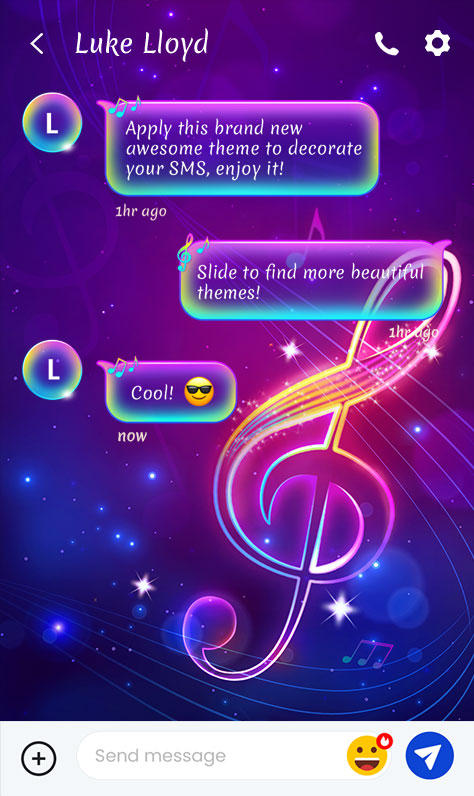 Luke Lloyd
L
Apply this brand new
awesome theme to decorate
your SMS, enjoy it!
1hr ago
Slide to find more beautiful
themes!
1hr ago
L
Cool!
now
Send message